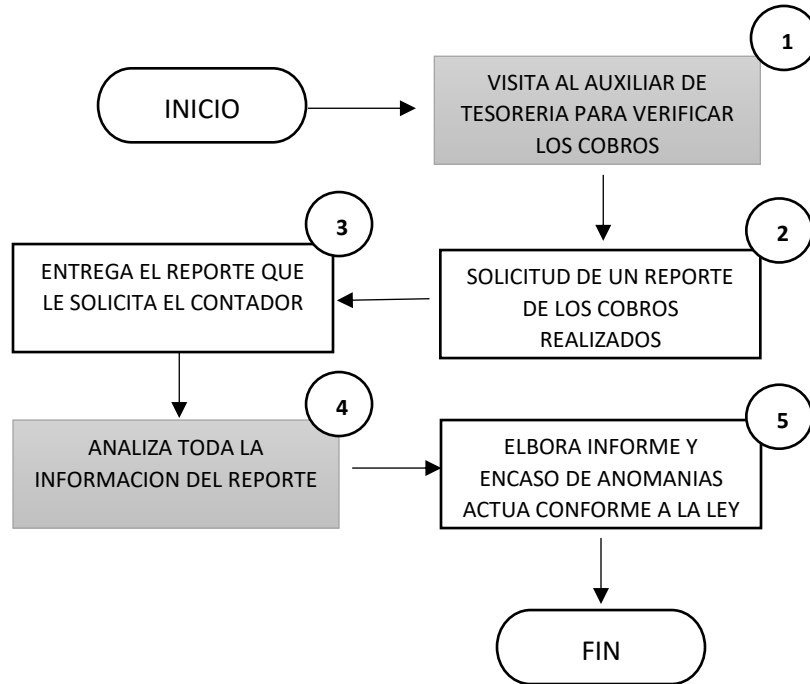 INICIO
1
VISITA AL AUXILIAR DE
TESORERIA PARA VERIFICAR
LOS COBROS
2
SOLICITUD DE UN REPORTE
DE LOS COBROS
REALIZADOS
3
ENTREGA EL REPORTE QUE
LE SOLICITA EL CONTADOR
4
ANALIZA TODA LA
INFORMACION DEL REPORTE
5
ELBORA INFORME Y
ENCASO DE ANOMANIAS
ACTUA CONFORME A LA LEY
FIN